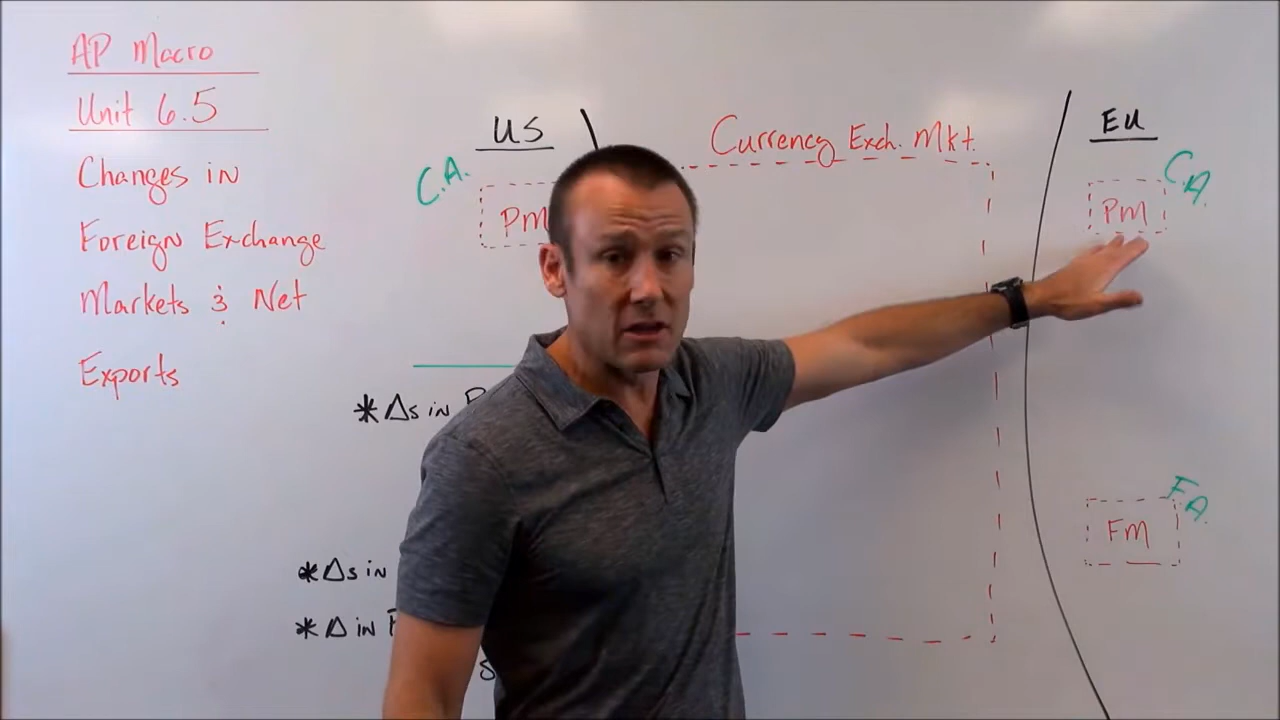 AP Macro
Unit 6.5
Changes in
Foreign Exchange
Markets & Net
Exports
US
C.A.
PM
Currency Exch. Mkt.
EU
C.A.
PM
F.A.
FM
*Δs in
*Δs in
*Δ in